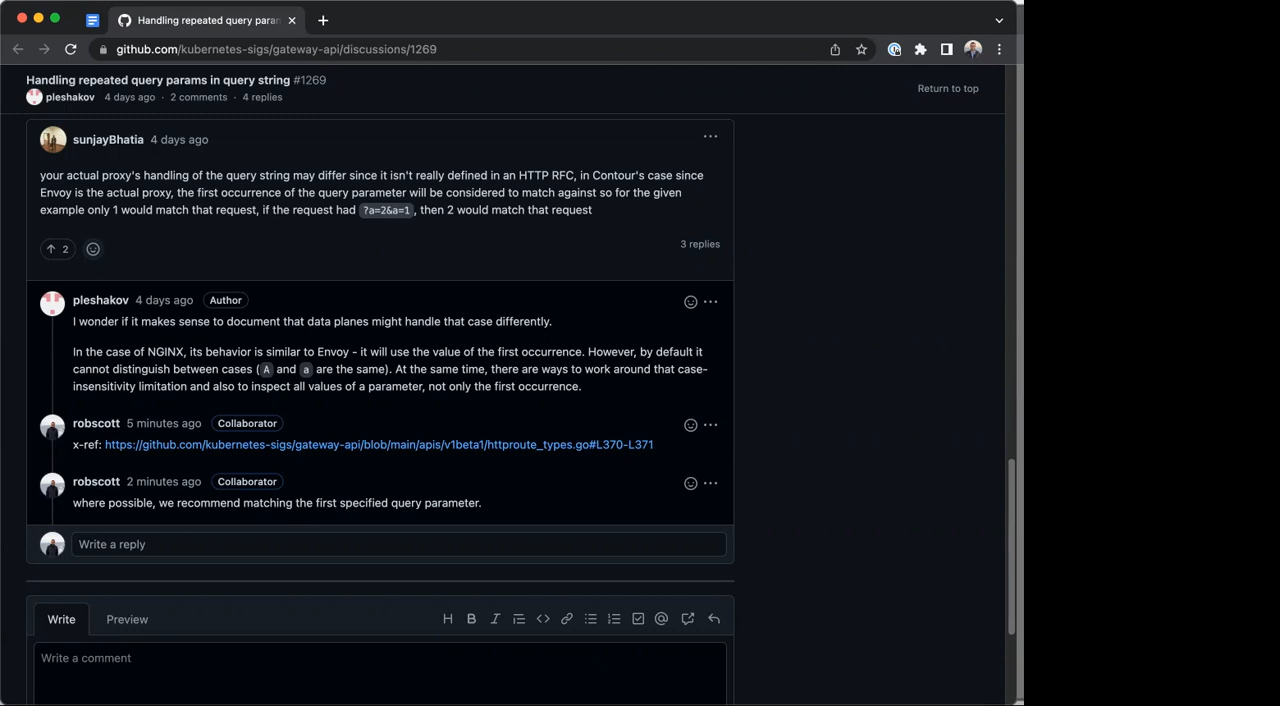 Handling repeated query param
github.com/kubernetes-sigs/gateway-api/discussions/1269
Handling repeated query params in query string #1269
pleshakov 4 days ago · 2 comments · 4 replies
Return to top
sunjayBhatia 4 days ago
your actual proxy's handling of the query string may differ since it isn't really defined in an HTTP RFC, in Contour's case since
Envoy is the actual proxy, the first occurrence of the query parameter will be considered to match against so for the given
example only 1 would match that request, if the request had ?a=2&a=1, then 2 would match that request
2
3 replies
pleshakov 4 days ago Author
I wonder if it makes sense to document that data planes might handle that case differently.
In the case of NGINX, its behavior is similar to Envoy - it will use the value of the first occurrence. However, by default it
cannot distinguish between cases (A and a are the same). At the same time, there are ways to work around that case-
insensitivity limitation and also to inspect all values of a parameter, not only the first occurrence.
robscott 5 minutes ago Collaborator
x-ref: https://github.com/kubernetes-sigs/gateway-api/blob/main/apis/v1beta1/httproute_types.go#L370-L371
robscott 2 minutes ago Collaborator
where possible, we recommend matching the first specified query parameter.
Write a reply
Write Preview
Write a comment